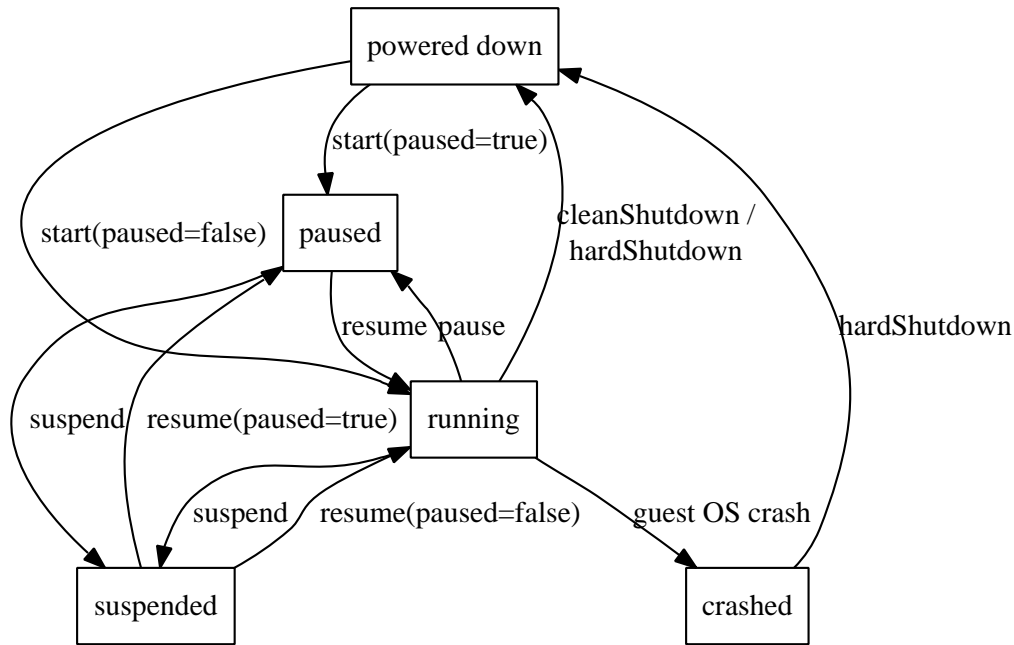 powered down
start(paused=true)
cleanShutdown /
hardShutdown
start(paused=false)
paused
resume
pause
hardShutdown
suspend
resume(paused=true)
running
suspend
resume(paused=false)
guest OS crash
suspended
crashed